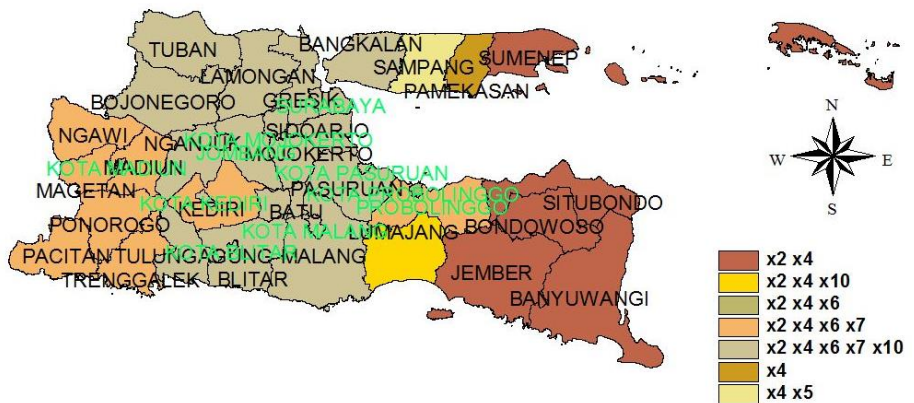 TUBAN
BANGKALAN
SAMPANG
SUMENEP
LAMONGAN
PAMEKASAN
BOJONEGORO
GRESIK
SURABAYA
NGAWI
SIDOARJO
NGANJUK
KOTA MOJOKERTO
JOMBANG
MOJOKERTO
KOTA MADIUN
MADIUN
KOTA PASURUAN
MAGETAN
PASURUAN
KOTA PROBOLINGGO
KOTA KEDIRI
KEDIRI
PROBOLINGGO
SITUBONDO
PONOROGO
BATU
KOTA MALANG
LUMAJANG
BONDOWOSO
PACITAN
TULUNGAGUNG
KOTA BLITAR
MALANG
TRENGGALEK
BLITAR
JEMBER
BANYUWANGI
N
W
E
S
x2 x4
x2 x4 x10
x2 x4 x6
x2 x4 x6 x7
x2 x4 x6 x7 x10
x4
x4 x5